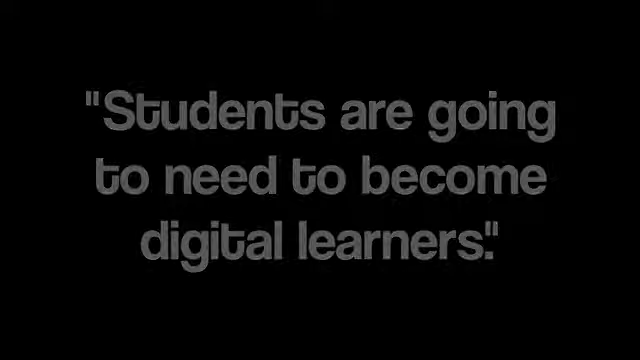 "Students are going
to need to become
digital learners."